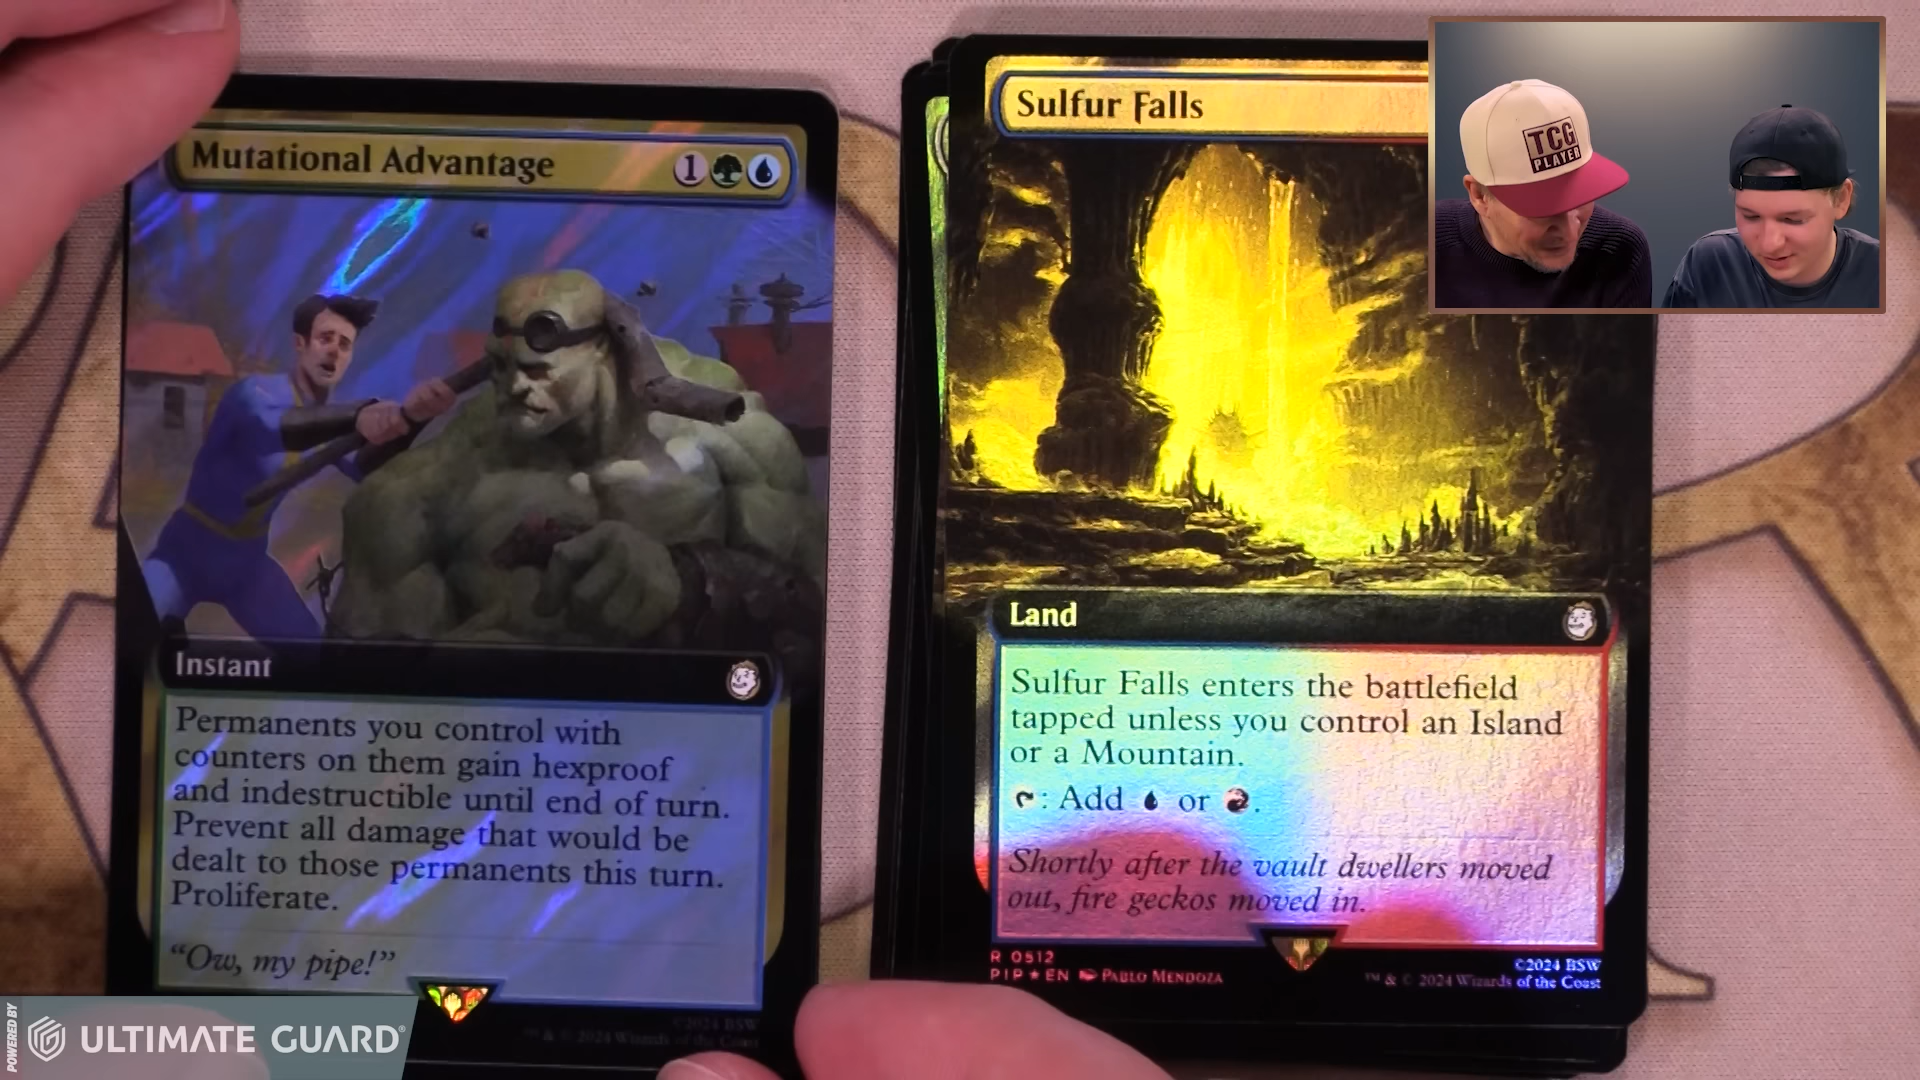 Mutational Advantage 1
Instant
Permanents you control with
counters on them gain hexproof
and indestructible until end of turn.
Prevent all damage that would be
dealt to those permanents this turn.
Proliferate.
“Ow, my pipe!”
Sulfur Falls
Land
Sulfur Falls enters the battlefield
tapped unless you control an Island
or a Mountain.
: Add or .
Shortly after the vault dwellers moved
out, fire geckos moved in.
R 0512
PIP ★ EN PABLO MENDOZA
©2024 BSW
™ & © 2024 Wizards of the Coast
TCG
PLAYER
POWERED BY
ULTIMATE GUARD®